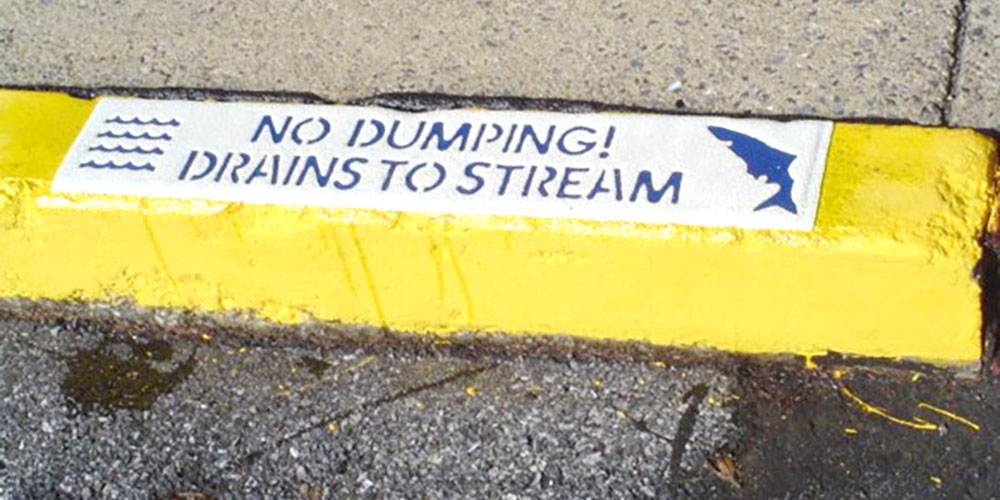 NO DUMPING!
DRAINS TO STREAM